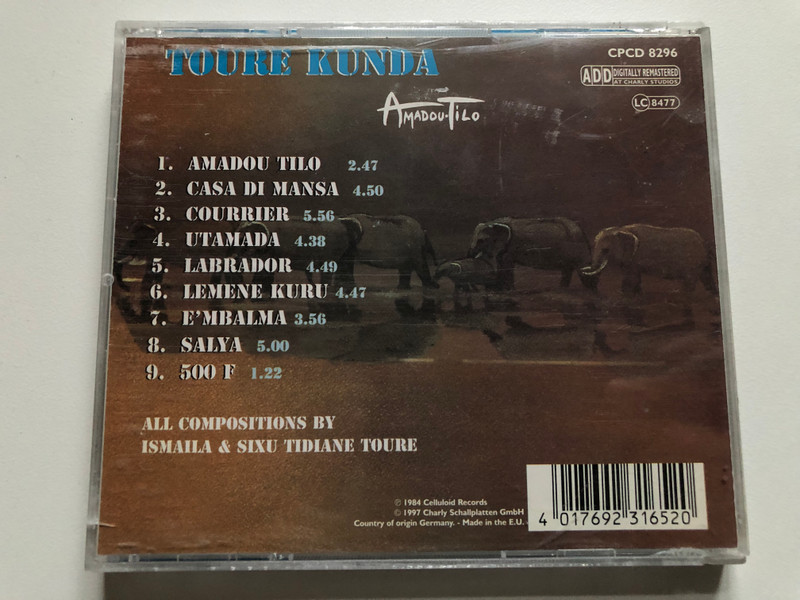 TOURE KUNDA
CPCD 8296
ADD DIGITALLY REMASTERED
AT CHARLY STUDIOS
LC 8477
AMADOU-TILO
1. AMADOU TILO 2.47
2. CASA DI MANSA 4.50
3. COURRIER 5.56
4. UTAMADA 4.38
5. LABRADOR 4.49
6. LEMENE KURU 4.47
7. E'MBALMA 3.56
8. SALYA 5.00
9. 500 F 1.22
ALL COMPOSITIONS BY
ISMAILA & SIXU TIDIANE TOURE
℗ 1984 Celluloid Records
© 1997 Charly Schallplatten GmbH
Country of origin Germany. - Made in the E.U. -
4 017692 316520